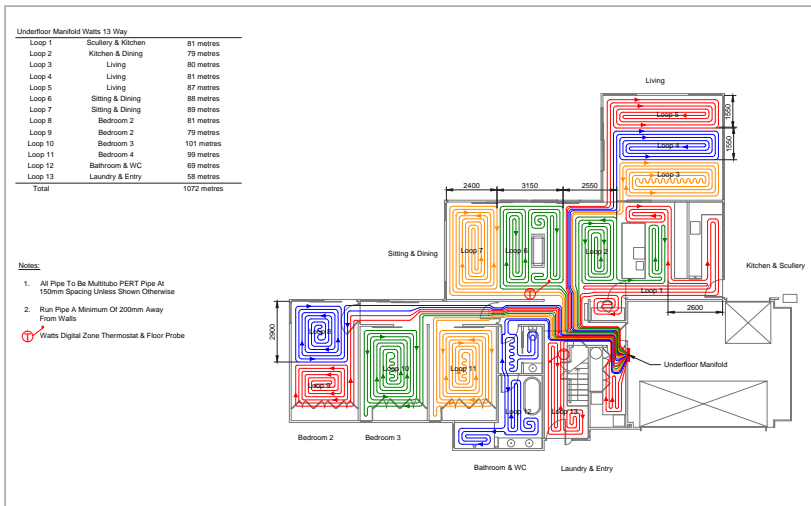 Underfloor Manifold Watts 13 Way
Loop 1 Scullery & Kitchen 81 metres
Loop 2 Kitchen & Dining 79 metres
Loop 3 Living 80 metres
Loop 4 Living 81 metres
Loop 5 Living 87 metres
Loop 6 Sitting & Dining 88 metres
Loop 7 Sitting & Dining 89 metres
Loop 8 Bedroom 2 81 metres
Loop 9 Bedroom 2 79 metres
Loop 10 Bedroom 3 101 metres
Loop 11 Bedroom 4 99 metres
Loop 12 Bathroom & WC 69 metres
Loop 13 Laundry & Entry 58 metres
Total 1072 metres
Living
Loop 5
1550
Loop 4
1550
Loop 3
2400
3150
2550
Sitting & Dining
Loop 7
Loop 6
Loop 2
Kitchen & Scullery
Loop 1
2600
Notes:
1. All Pipe To Be Multitubo PERT Pipe At
150mm Spacing Unless Shown Otherwise
2. Run Pipe A Minimum Of 200mm Away
From Walls
T Watts Digital Zone Thermostat & Floor Probe
T
2900
Loop 8
Loop 9
Loop 10
Loop 11
T
Underfloor Manifold
Loop 12
Loop 13
Bedroom 2
Bedroom 3
Bathroom & WC
Laundry & Entry